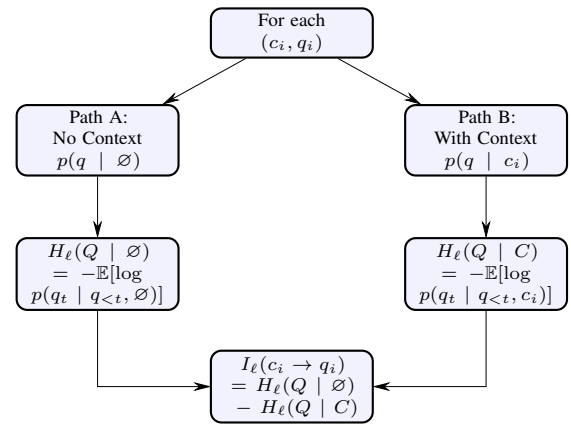 For each
(c_i, q_i)
Path A:
No Context
p(q | ∅)
Path B:
With Context
p(q | c_i)
H_ℓ(Q | ∅)
= −𝔼[log
p(q_t | q_{<t}, ∅)]
H_ℓ(Q | C)
= −𝔼[log
p(q_t | q_{<t}, c_i)]
I_ℓ(c_i → q_i)
= H_ℓ(Q | ∅)
− H_ℓ(Q | C)